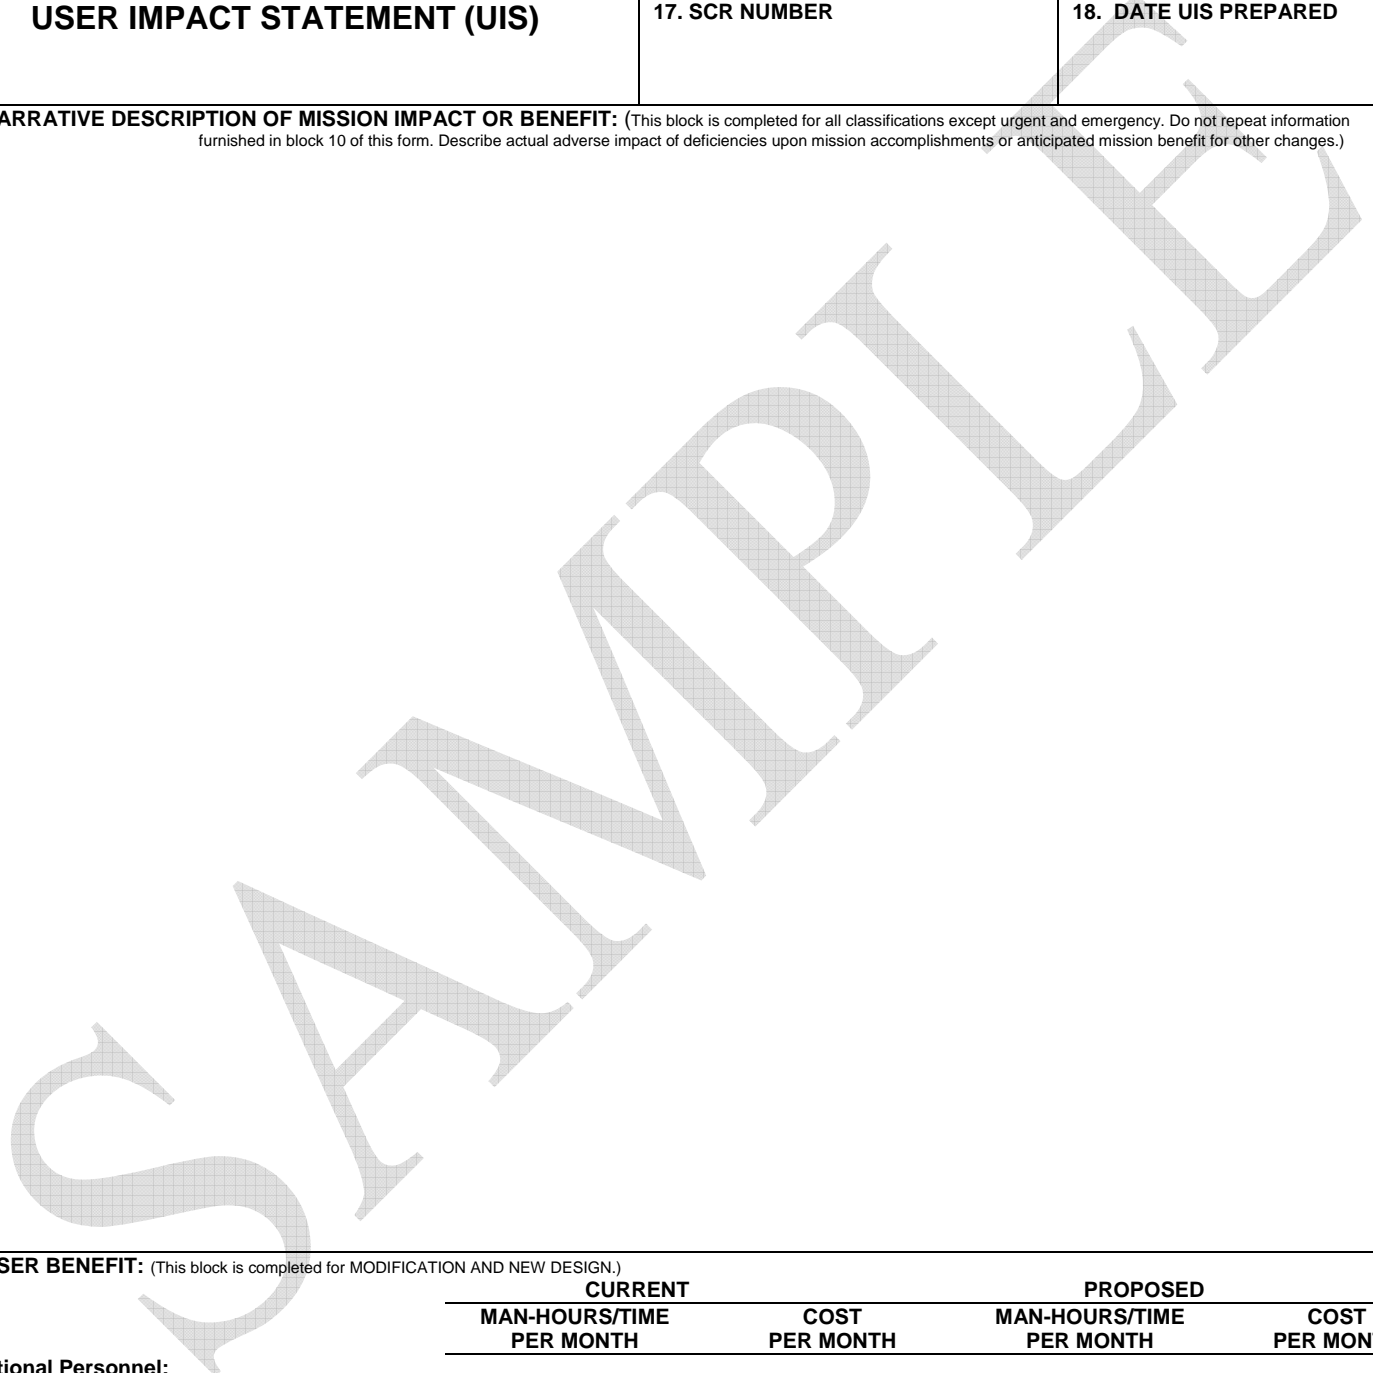 USER IMPACT STATEMENT (UIS)
17. SCR NUMBER
18. DATE UIS PREPARED
ARRATIVE DESCRIPTION OF MISSION IMPACT OR BENEFIT: (This block is completed for all classifications except urgent and emergency. Do not repeat information
furnished in block 10 of this form. Describe actual adverse impact of deficiencies upon mission accomplishments or anticipated mission benefit for other changes.)
SAMPLE
SER BENEFIT: (This block is completed for MODIFICATION AND NEW DESIGN.)
CURRENT PROPOSED
MAN-HOURS/TIME COST MAN-HOURS/TIME COST
PER MONTH PER MONTH PER MONTH PER MON
tional Personnel: